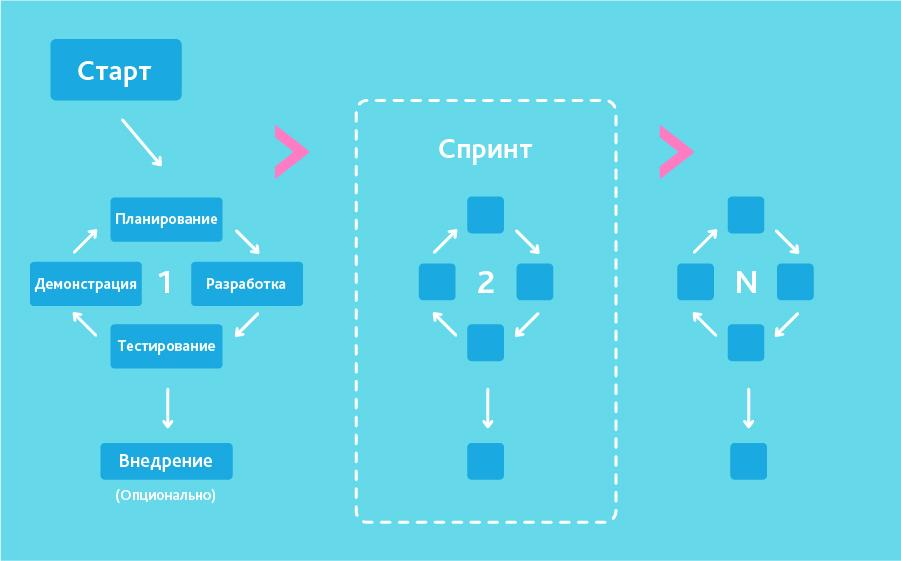 Старт
Спринт
Планирование
Демонстрация
1
Разработка
Тестирование
2
N
Внедрение
(Опционально)